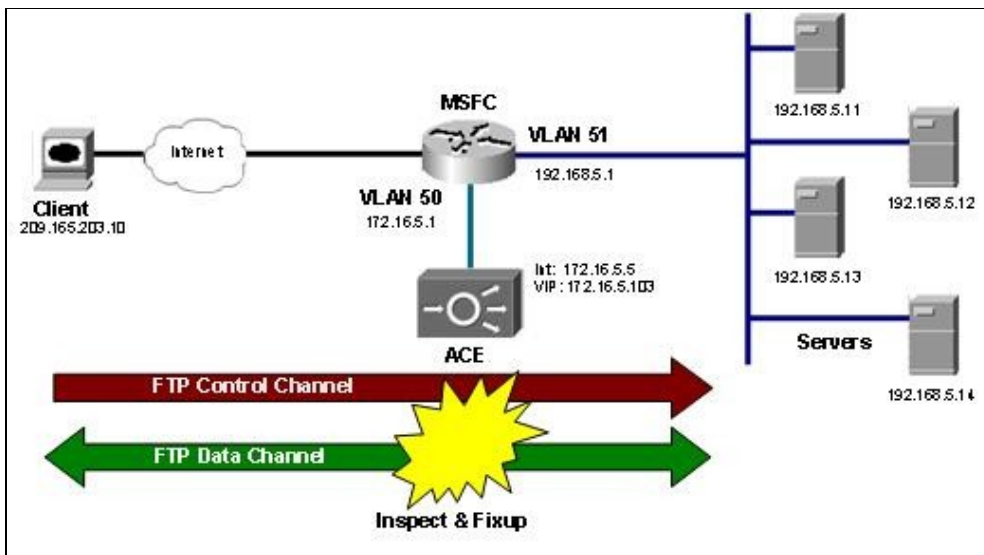 MSFC
Internet
VLAN 51
192.168.5.1
Client
209.165.203.10
VLAN 50
172.16.5.1
Int: 172.16.5.5
VIP: 172.16.5.103
ACE
192.168.5.11
192.168.5.12
192.168.5.13
Servers
192.168.5.14
FTP Control Channel
FTP Data Channel
Inspect & Fixup